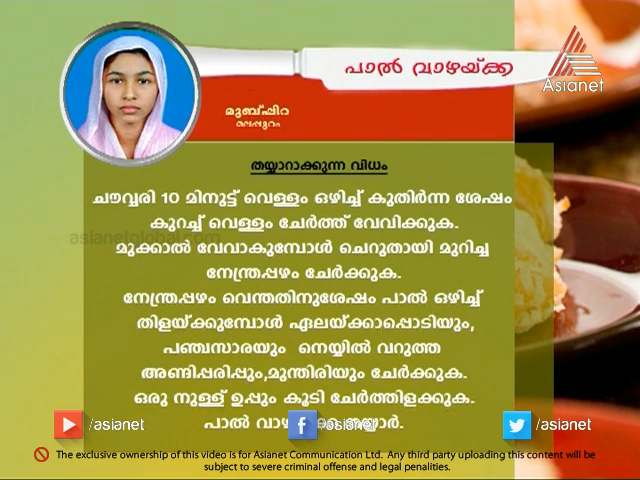 പാൽ വാഴയ്ക്ക
Asianet
മുബ്ഷിറ
മലപ്പുറം
തയ്യാറാക്കുന്ന വിധം
ചൗവ്വരി 10 മിനുട്ട് വെള്ളം ഒഴിച്ച് കുതിർന്ന ശേഷം
കുറച്ച് വെള്ളം ചേർത്ത് വേവിക്കുക.
മുക്കാൽ വേവാകുമ്പോൾ ചെറുതായി മുറിച്ച
നേന്ത്രപ്പഴം ചേർക്കുക.
നേന്ത്രപ്പഴം വെന്തതിനുശേഷം പാൽ ഒഴിച്ച്
തിളയ്ക്കുമ്പോൾ ഏലയ്ക്കാപ്പൊടിയും,
പഞ്ചസാരയും നെയ്യിൽ വറുത്ത
അണ്ടിപ്പരിപ്പും,മുന്തിരിയും ചേർക്കുക.
ഒരു നുള്ള് ഉപ്പും കൂടി ചേർത്തിളക്കുക.
പാൽ തയ്യാർ.
/asianet /asianet /asianet
The exclusive ownership of this video is for Asianet Communication Ltd. Any third party uploading this content will be
subject to severe criminal offense and legal penalities.